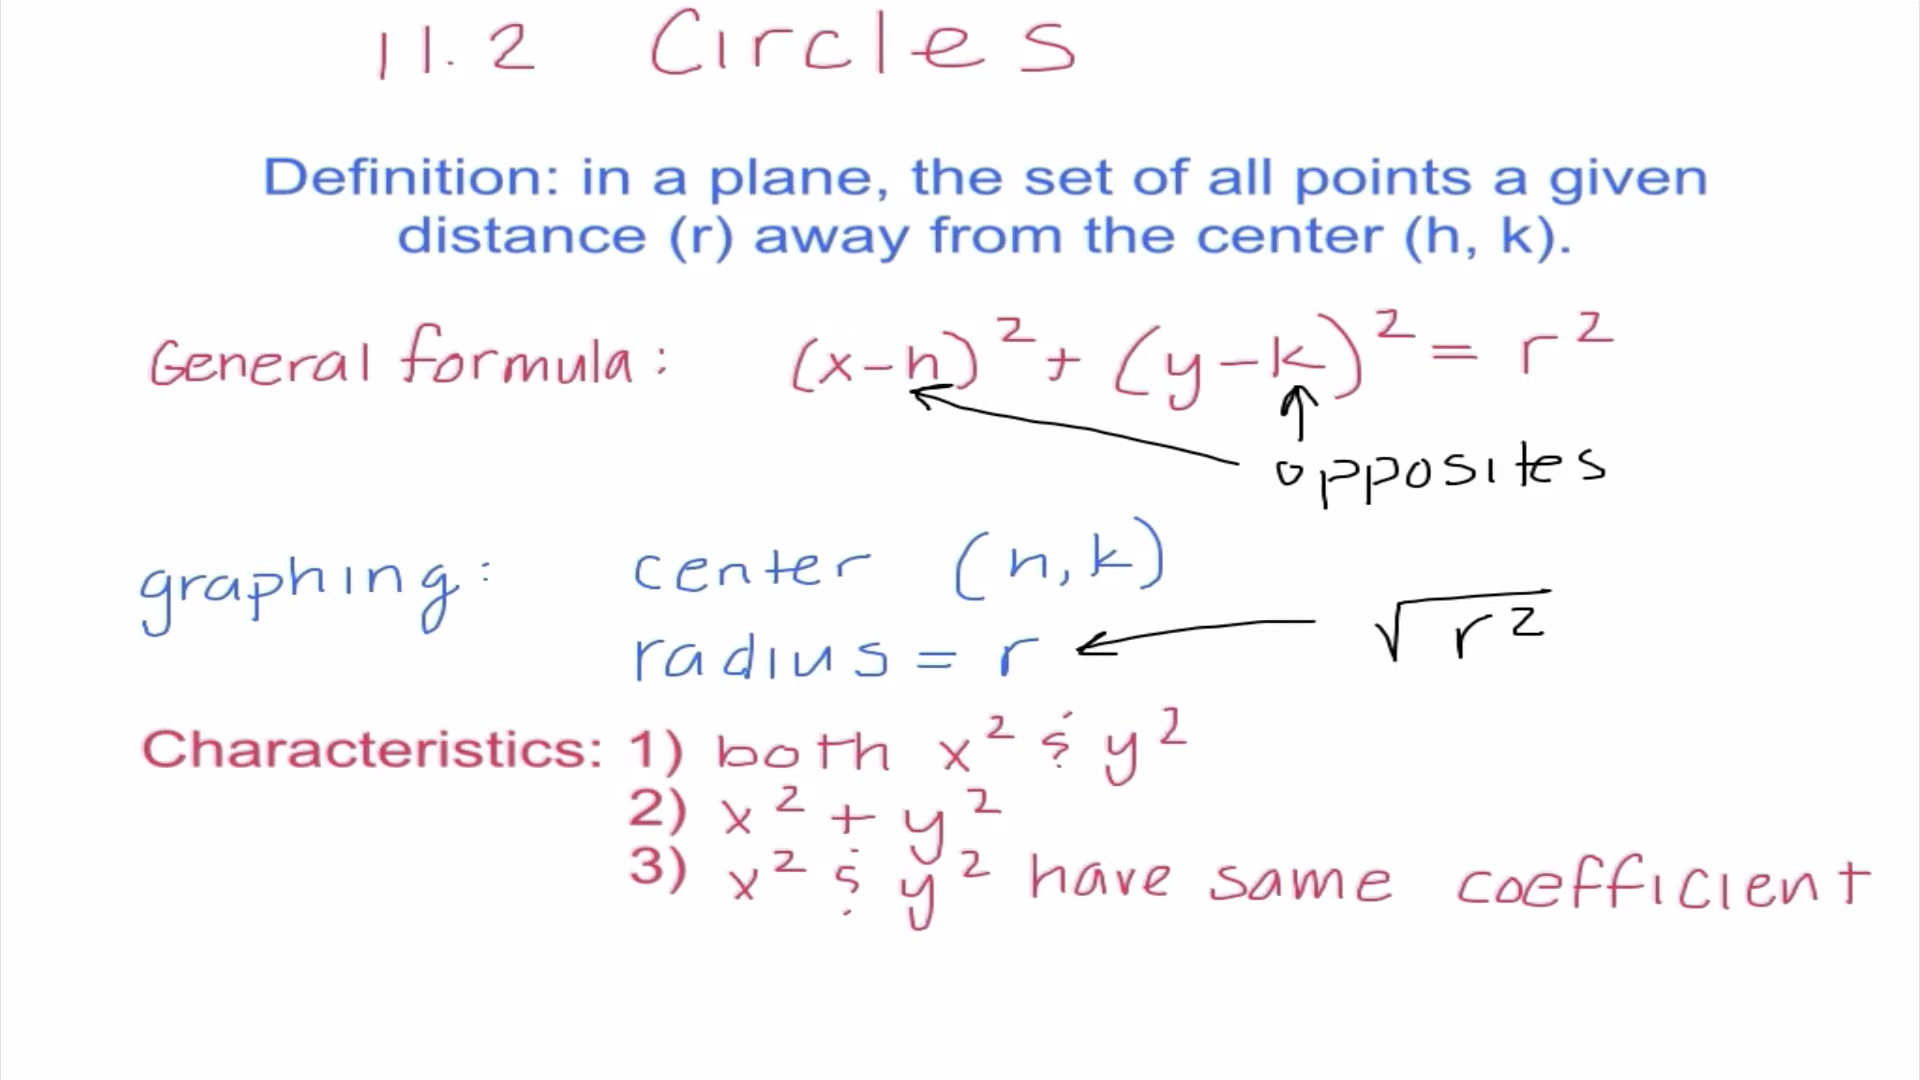 11.2 Circles
Definition: in a plane, the set of all points a given
distance (r) away from the center (h, k).
General formula: (x-h)² + (y-k)² = r²
opposites
graphing: center (h,k)
radius = r √r²
Characteristics: 1) both x² & y²
2) x² + y²
3) x² & y² have same coefficient